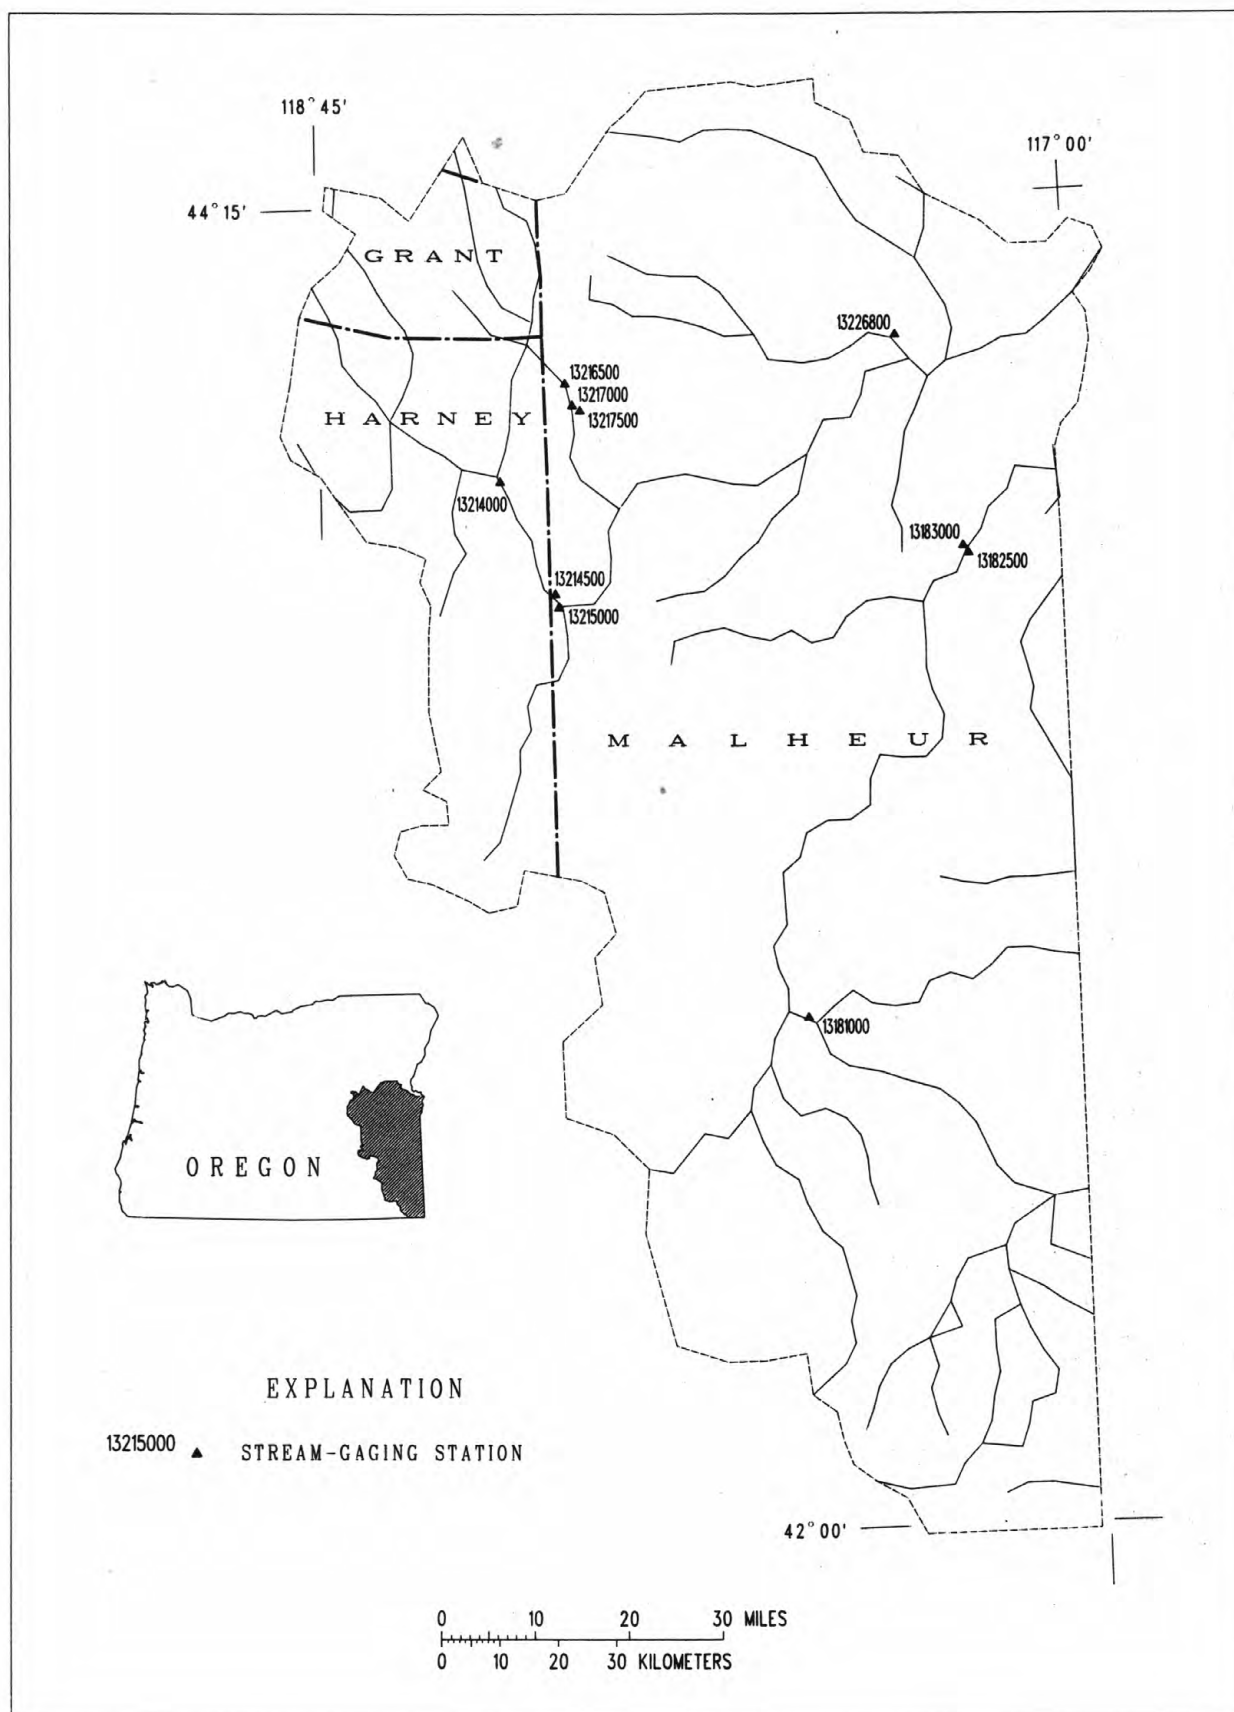 118°45'
117°00'
44°15'
GRANT
13226800
13216500
13217000
HARNEY
13217500
13214000
13183000
13182500
13214500
13215000
MALHEUR
13181000
OREGON
EXPLANATION
13215000 STREAM-GAGING STATION
42°00'
0 10 20 30 MILES
0 10 20 30 KILOMETERS